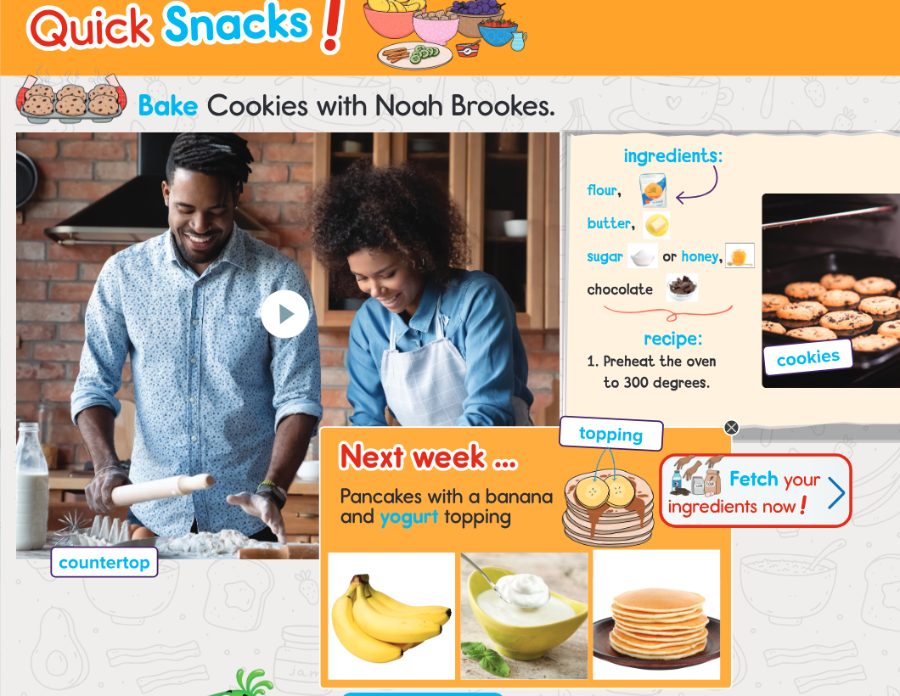 Quick Snacks!
Bake Cookies with Noah Brookes.
ingredients:
flour,
butter,
sugar or honey,
chocolate
recipe:
1. Preheat the oven
to 300 degrees.
cookies
countertop
Next week ...
Pancakes with a banana
and yogurt topping
topping
Fetch your
ingredients now!